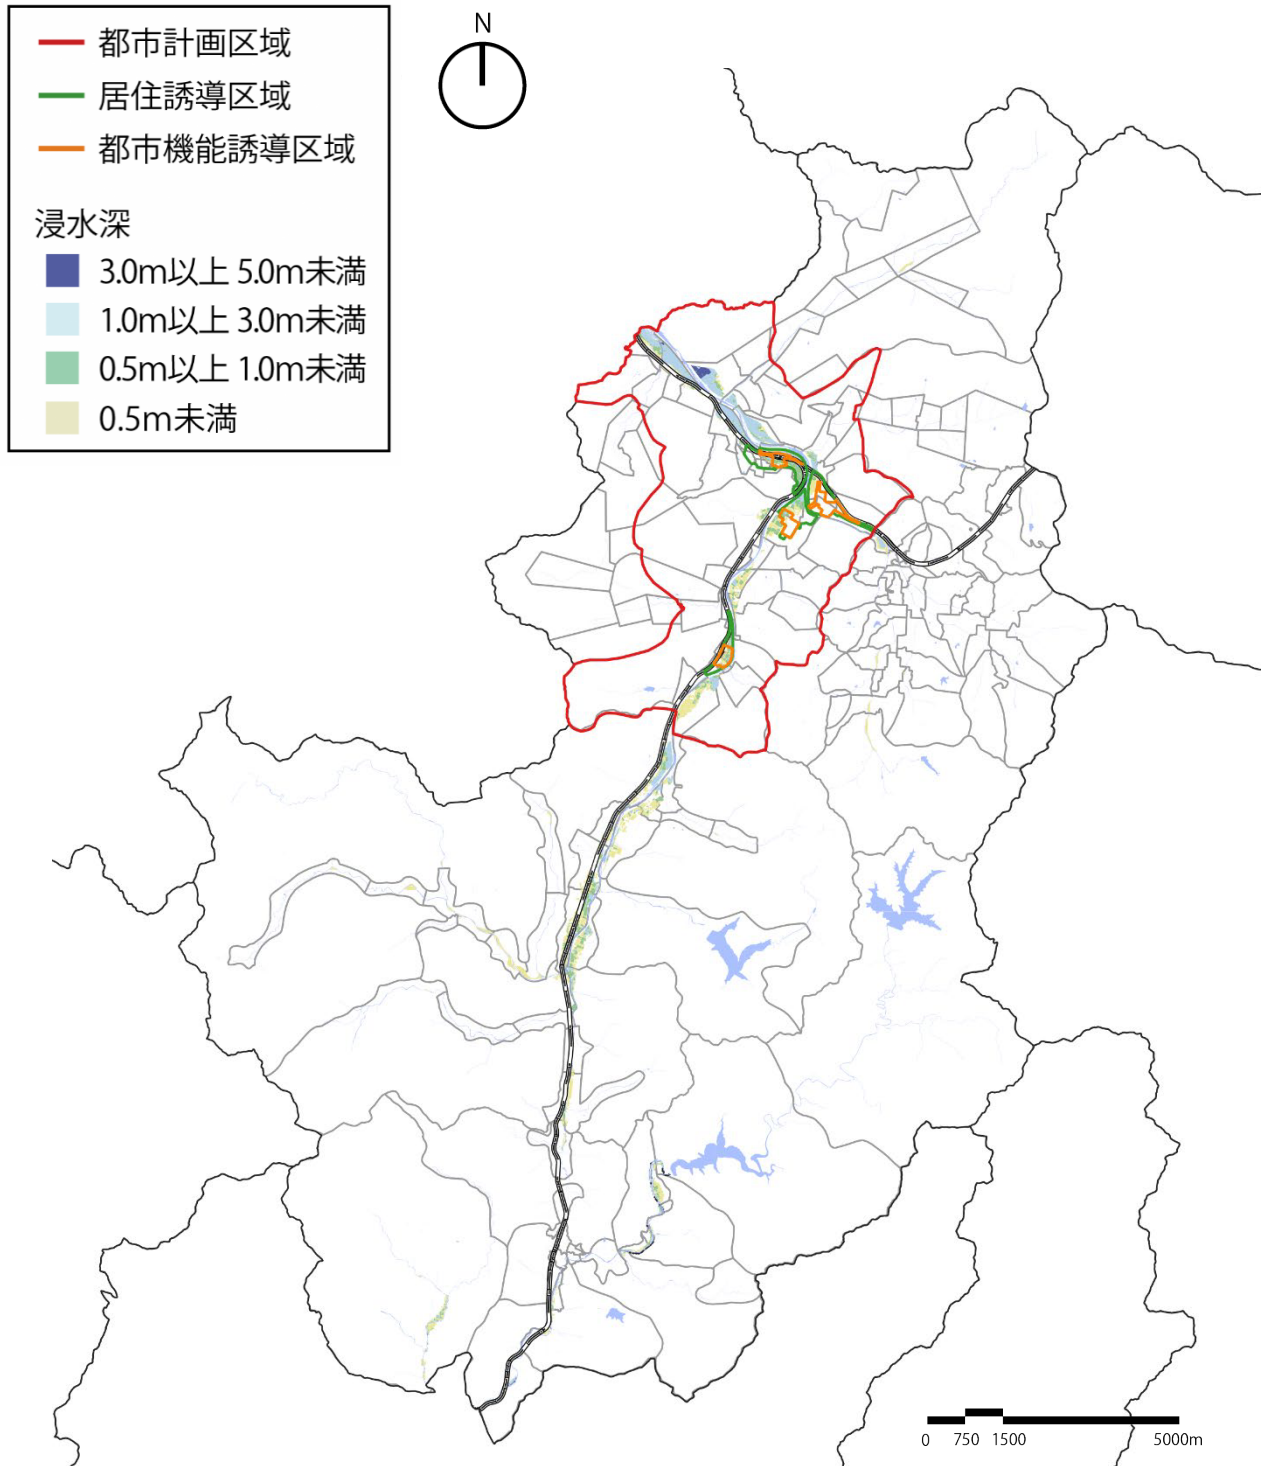 都市計画区域
居住誘導区域
都市機能誘導区域
浸水深
3.0m以上 5.0m未満
1.0m以上 3.0m未満
0.5m以上 1.0m未満
0.5m未満
N
0 750 1500 5000m